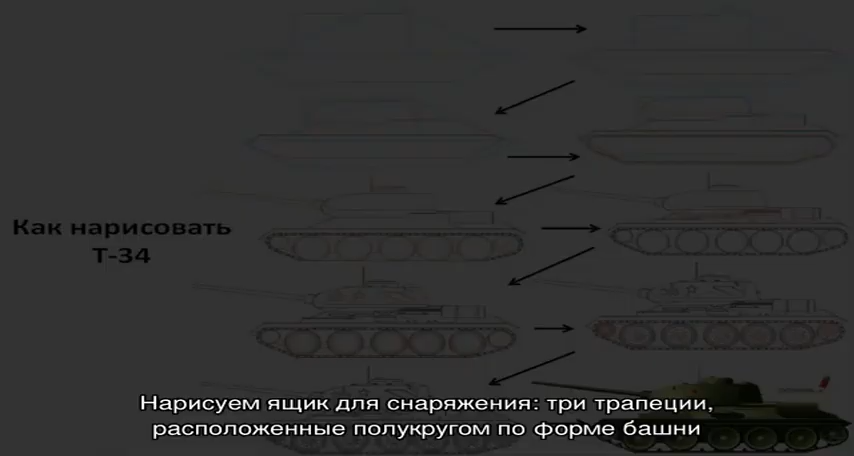 Как нарисовать
Т-34
Нарисуем ящик для снаряжения: три трапеции,
расположенные полукругом по форме башни